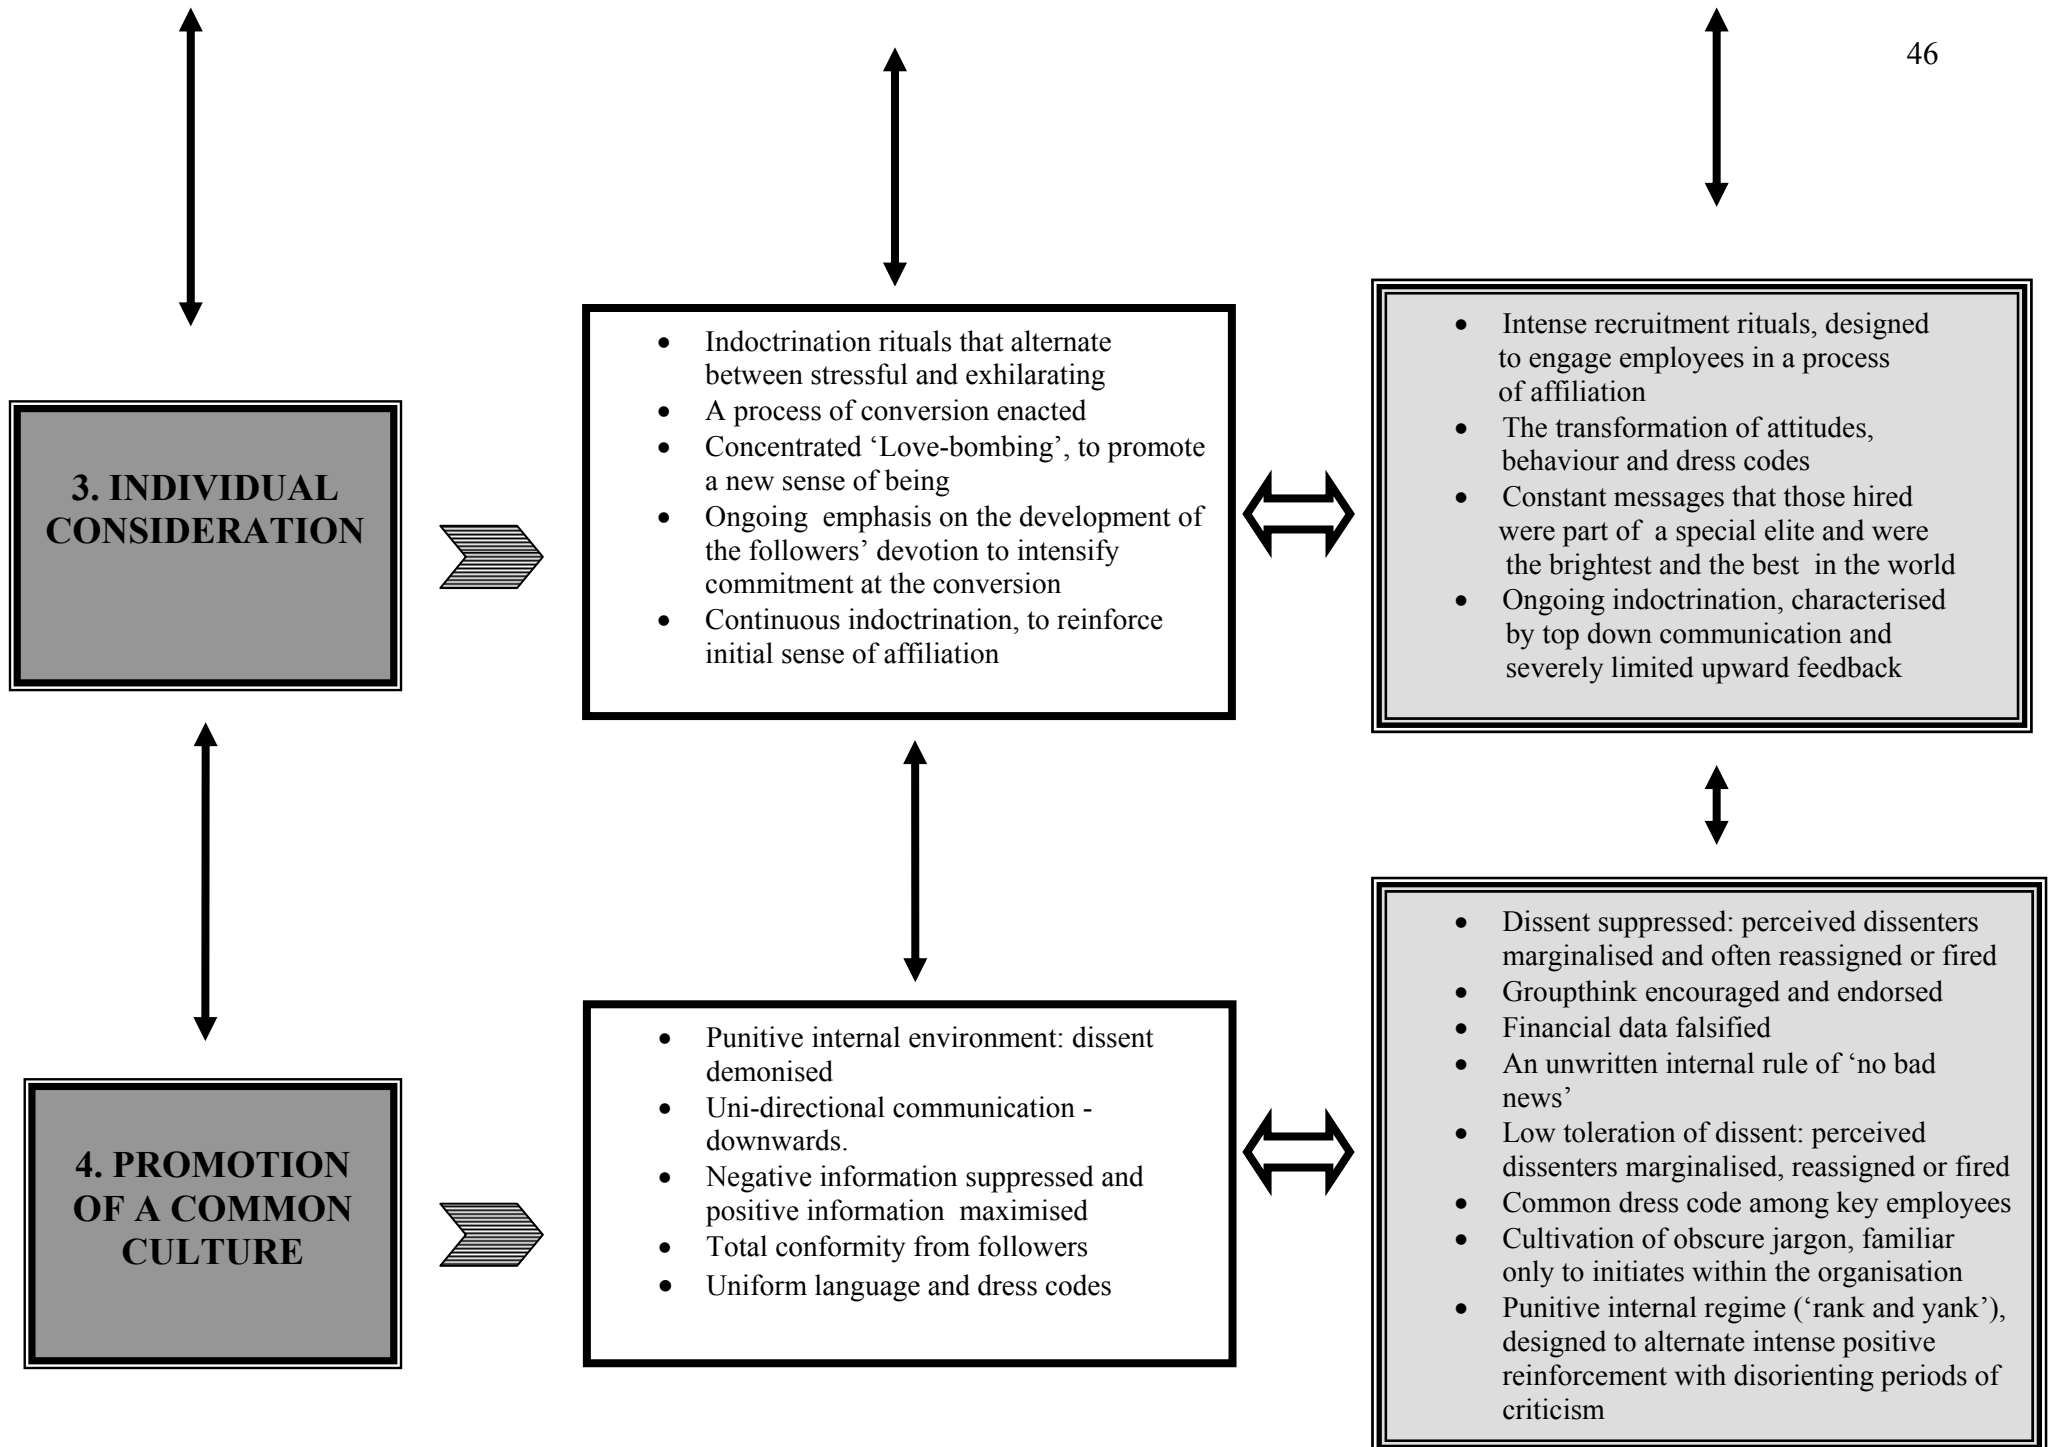 46
3. INDIVIDUAL
CONSIDERATION
• Indoctrination rituals that alternate
between stressful and exhilarating
• A process of conversion enacted
• Concentrated ‘Love-bombing’, to promote
a new sense of being
• Ongoing emphasis on the development of
the followers’ devotion to intensify
commitment at the conversion
• Continuous indoctrination, to reinforce
initial sense of affiliation
• Intense recruitment rituals, designed
to engage employees in a process
of affiliation
• The transformation of attitudes,
behaviour and dress codes
• Constant messages that those hired
were part of a special elite and were
the brightest and the best in the world
• Ongoing indoctrination, characterised
by top down communication and
severely limited upward feedback
4. PROMOTION
OF A COMMON
CULTURE
• Punitive internal environment: dissent
demonised
• Uni-directional communication -
downwards.
• Negative information suppressed and
positive information maximised
• Total conformity from followers
• Uniform language and dress codes
• Dissent suppressed: perceived dissenters
marginalised and often reassigned or fired
• Groupthink encouraged and endorsed
• Financial data falsified
• An unwritten internal rule of ‘no bad
news’
• Low toleration of dissent: perceived
dissenters marginalised, reassigned or fired
• Common dress code among key employees
• Cultivation of obscure jargon, familiar
only to initiates within the organisation
• Punitive internal regime (‘rank and yank’),
designed to alternate intense positive
reinforcement with disorienting periods of
criticism